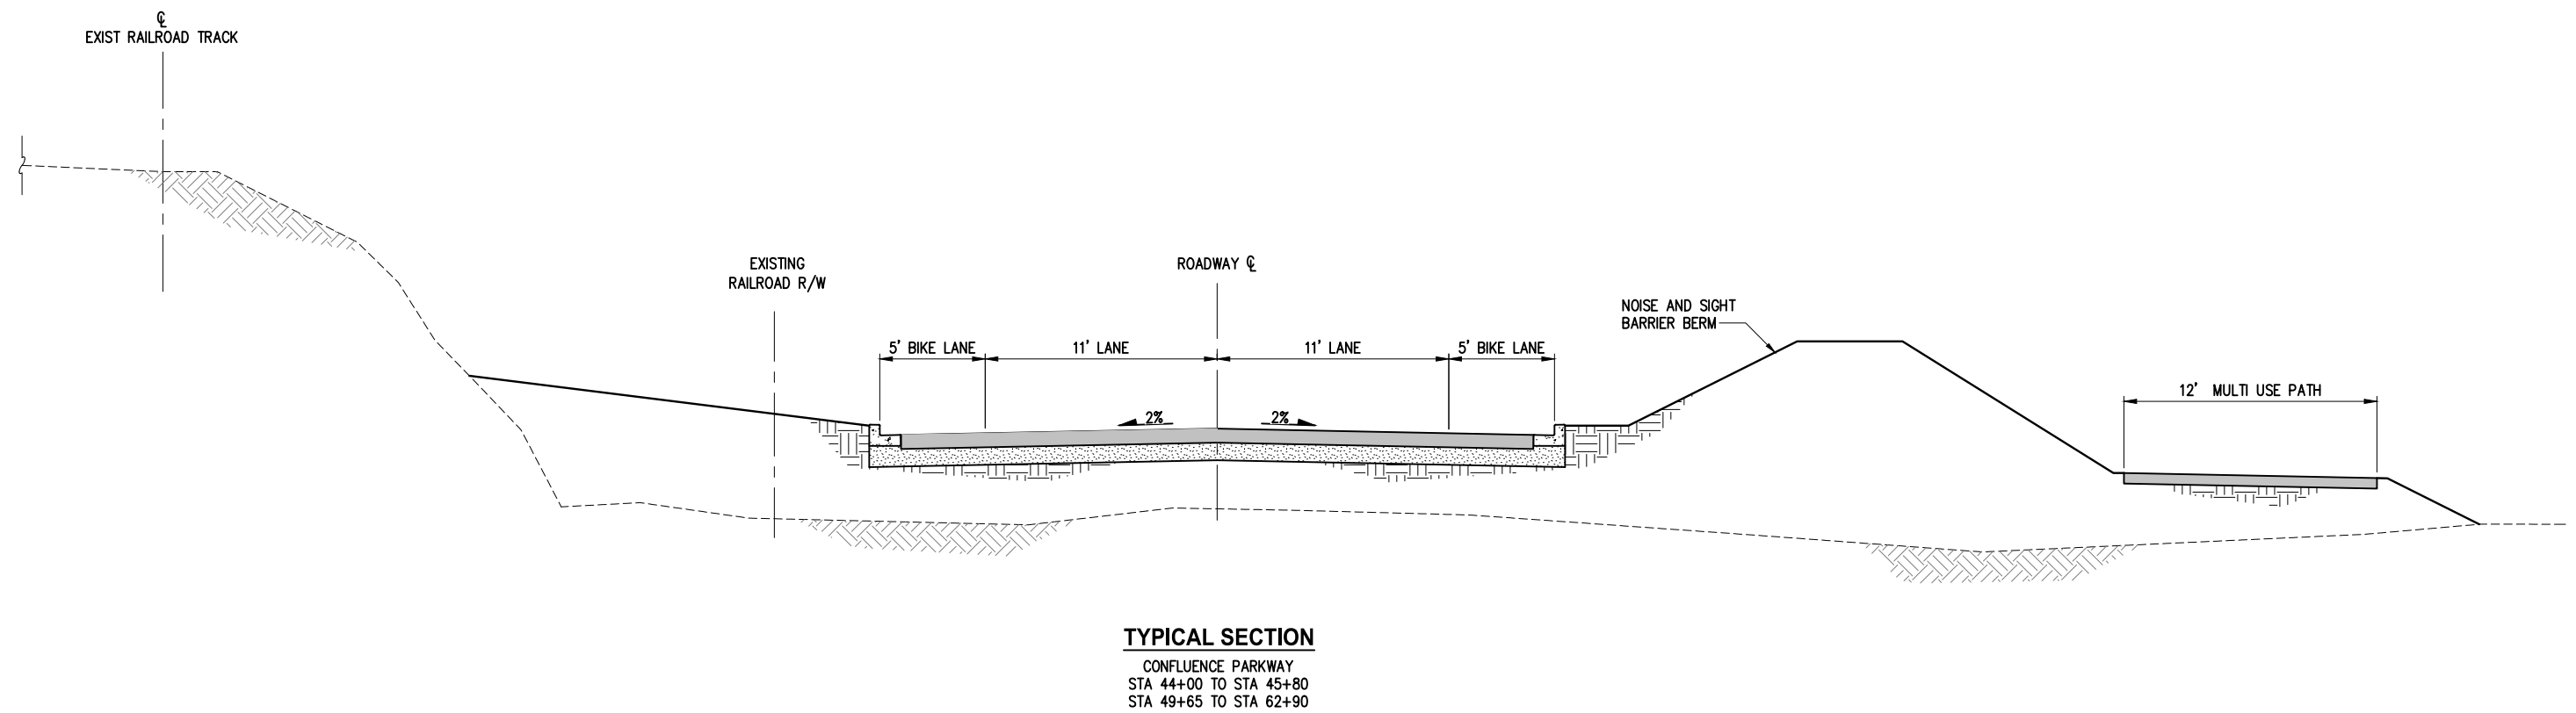 ℄
EXIST RAILROAD TRACK
EXISTING
RAILROAD R/W
ROADWAY ℄
NOISE AND SIGHT
BARRIER BERM
5' BIKE LANE
11' LANE
11' LANE
5' BIKE LANE
12' MULTI USE PATH
2%
2%
TYPICAL SECTION
CONFLUENCE PARKWAY
STA 44+00 TO STA 45+80
STA 49+65 TO STA 62+90